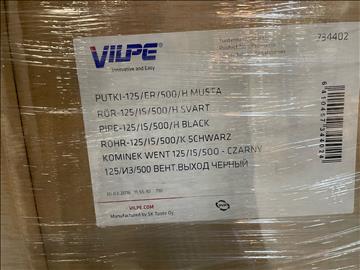 VILPE®
Innovative and Easy
734402
PUTKI-125/ER/500/H MUSTA
RÖR-125/IS/500/H SVART
PIPE-125/IS/500/H BLACK
ROHR-125/IS/500/K SCHWARZ
KOMINEK WENT 125/IS/500 - CZARNY
125/ИЗ/500 ВЕНТ.ВЫХОД ЧЕРНЫЙ
VILPE.COM
Manufactured by SK Tuote Oy